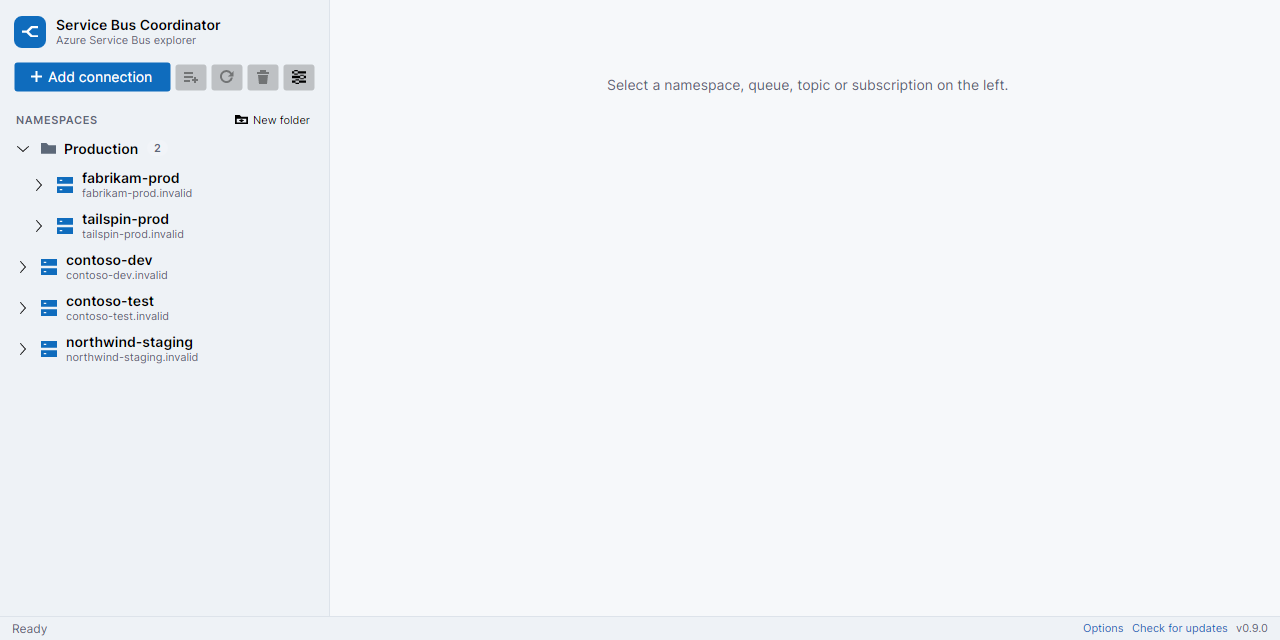 Service Bus Coordinator
Azure Service Bus explorer
Add connection
NAMESPACES
New folder
Production 2
fabrikam-prod
fabrikam-prod.invalid
tailspin-prod
tailspin-prod.invalid
contoso-dev
contoso-dev.invalid
contoso-test
contoso-test.invalid
northwind-staging
northwind-staging.invalid
Select a namespace, queue, topic or subscription on the left.
Ready
Options Check for updates v0.9.0